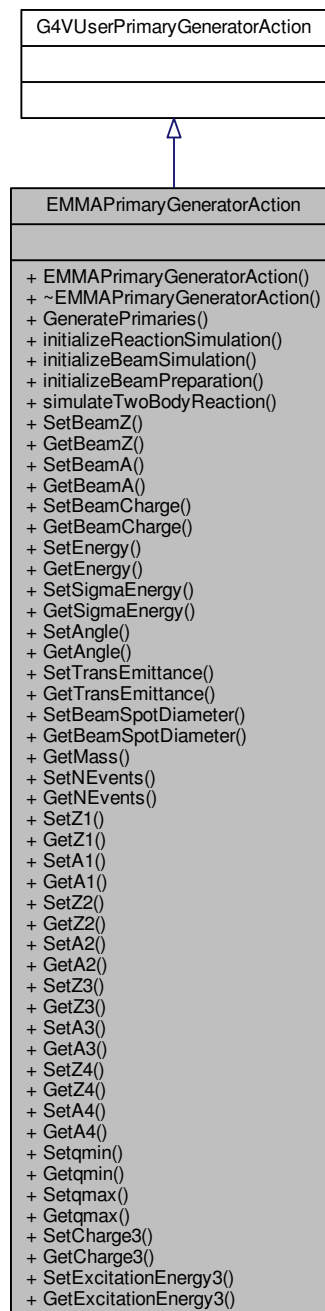 G4VUserPrimaryGeneratorAction
EMMAPrimaryGeneratorAction
+ EMMAPrimaryGeneratorAction()
+ ~EMMAPrimaryGeneratorAction()
+ GeneratePrimaries()
+ initializeReactionSimulation()
+ initializeBeamSimulation()
+ initializeBeamPreparation()
+ simulateTwoBodyReaction()
+ SetBeamZ()
+ GetBeamZ()
+ SetBeamA()
+ GetBeamA()
+ SetBeamCharge()
+ GetBeamCharge()
+ SetEnergy()
+ GetEnergy()
+ SetSigmaEnergy()
+ GetSigmaEnergy()
+ SetAngle()
+ GetAngle()
+ SetTransEmittance()
+ GetTransEmittance()
+ SetBeamSpotDiameter()
+ GetBeamSpotDiameter()
+ GetMass()
+ SetNEvents()
+ GetNEvents()
+ SetZ1()
+ GetZ1()
+ SetA1()
+ GetA1()
+ SetZ2()
+ GetZ2()
+ SetA2()
+ GetA2()
+ SetZ3()
+ GetZ3()
+ SetA3()
+ GetA3()
+ SetZ4()
+ GetZ4()
+ SetA4()
+ GetA4()
+ Setqmin()
+ Getqmin()
+ Setqmax()
+ Getqmax()
+ SetCharge3()
+ GetCharge3()
+ SetExcitationEnergy3()
+ GetExcitationEnergy3()